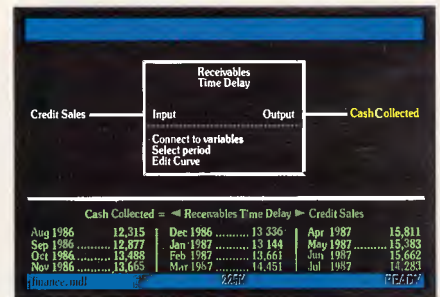 Receivables
Time Delay
Credit Sales Input Output Cash Collected
Connect to variables
Select period
Edit Curve
Cash Collected = ◄ Receivables Time Delay ► Credit Sales
Aug 1986 12,315 Dec 1986 ......... 13 336 Apr 1987 15,811
Sep 1986 .......... 12,877 Jan 1987 .......... 13 144 May 1987 ......... 15,383
Oct 1986 .......... 13,488 Feb 1987 .......... 13,661 Jun 1987 15,662
Nov 1986 .......... 13,665 Mar 1987 .......... 14,451 Jul 1987 14,283
finance.mdl 225K READY